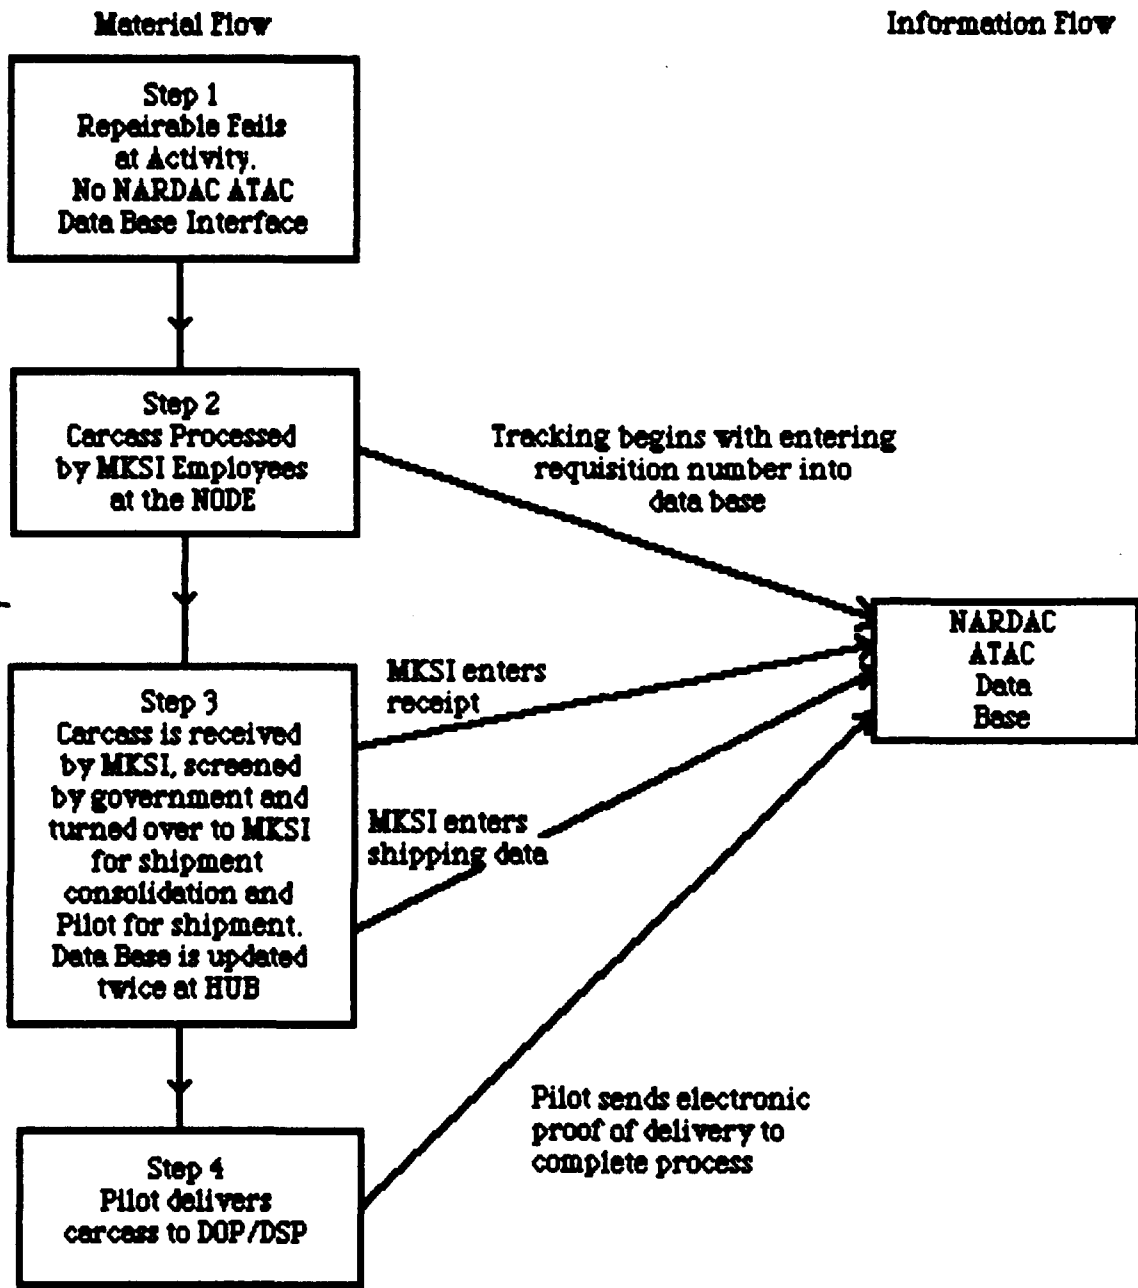 Material Flow
Information Flow
Step 1
Repairable Fails
at Activity.
No NARDAC ATAC
Data Base Interface
Step 2
Carcass Processed
by MKSI Employees
at the NODE
Tracking begins with entering
requisition number into
data base
NARDAC
ATAC
Data
Base
Step 3
Carcass is received
by MKSI, screened
by government and
turned over to MKSI
for shipment
consolidation and
Pilot for shipment.
Data Base is updated
twice at HUB
MKSI enters
receipt
MKSI enters
shipping data
Step 4
Pilot delivers
carcass to DOP/DSP
Pilot sends electronic
proof of delivery to
complete process